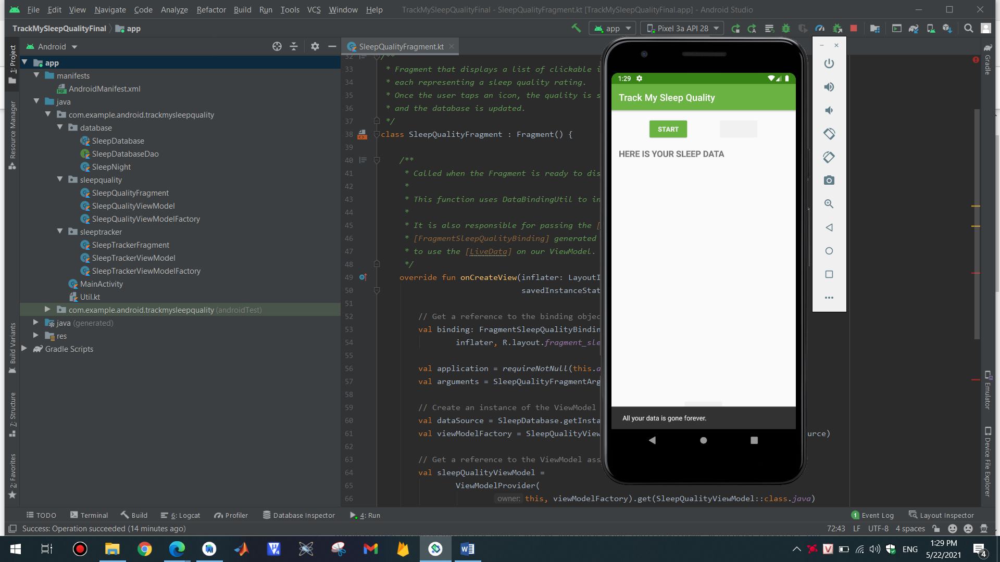 File Edit View Navigate Code Analyze Refactor Build Run Tools VCS Window Help TrackMySleepQualityFinal - SleepQualityFragment.kt [TrackMySleepQualityFinal.app] - Android Studio
TrackMySleepQualityFinal app
app Pixel 3a API 28
Android
SleepQualityFragment.kt
1: Project
Resource Manager
Build Variants
7: Structure
2: Favorites
app
manifests
AndroidManifest.xml
java
com.example.android.trackmysleepquality
database
SleepDatabase
SleepDatabaseDao
SleepNight
sleepquality
SleepQualityFragment
SleepQualityViewModel
SleepQualityViewModelFactory
sleeptracker
SleepTrackerFragment
SleepTrackerViewModel
SleepTrackerViewModelFactory
MainActivity
Util.kt
com.example.android.trackmysleepquality (androidTest)
java (generated)
res
Gradle Scripts
32 /**
33 * Fragment that displays a list of clickable i
34 * each representing a sleep quality rating.
35 * Once the user taps an icon, the quality is s
36 * and the database is updated.
37 */
38 class SleepQualityFragment : Fragment() {
39
40 /**
41 * Called when the Fragment is ready to dis
42 *
43 * This function uses DataBindingUtil to in
44 *
45 * It is also responsible for passing the [
46 * [FragmentSleepQualityBinding] generated
47 * to use the [LiveData] on our ViewModel.
48 */
49 override fun onCreateView(inflater: LayoutI
50 savedInstanceStat
51
52 // Get a reference to the binding objec
53 val binding: FragmentSleepQualityBindin
54 inflater, R.layout.fragment_sle
55
56 val application = requireNotNull(this.a
57 val arguments = SleepQualityFragmentArg
58
59 // Create an instance of the ViewModel
60 val dataSource = SleepDatabase.getInsta
61 val viewModelFactory = SleepQualityView urce)
62
63 // Get a reference to the ViewModel ass
64 val sleepQualityViewModel =
65 ViewModelProvider(
66 owner: this, viewModelFactory).get(SleepQualityViewModel::class.java)
1:29
Track My Sleep Quality
START
HERE IS YOUR SLEEP DATA
All your data is gone forever.
Gradle
Emulator
Device File Explorer
TODO Terminal Build 6: Logcat Profiler Database Inspector 4: Run 1 Event Log Layout Inspector
Success: Operation succeeded (14 minutes ago) 72:43 LF UTF-8 4 spaces
ENG
1:29 PM
5/22/2021
4